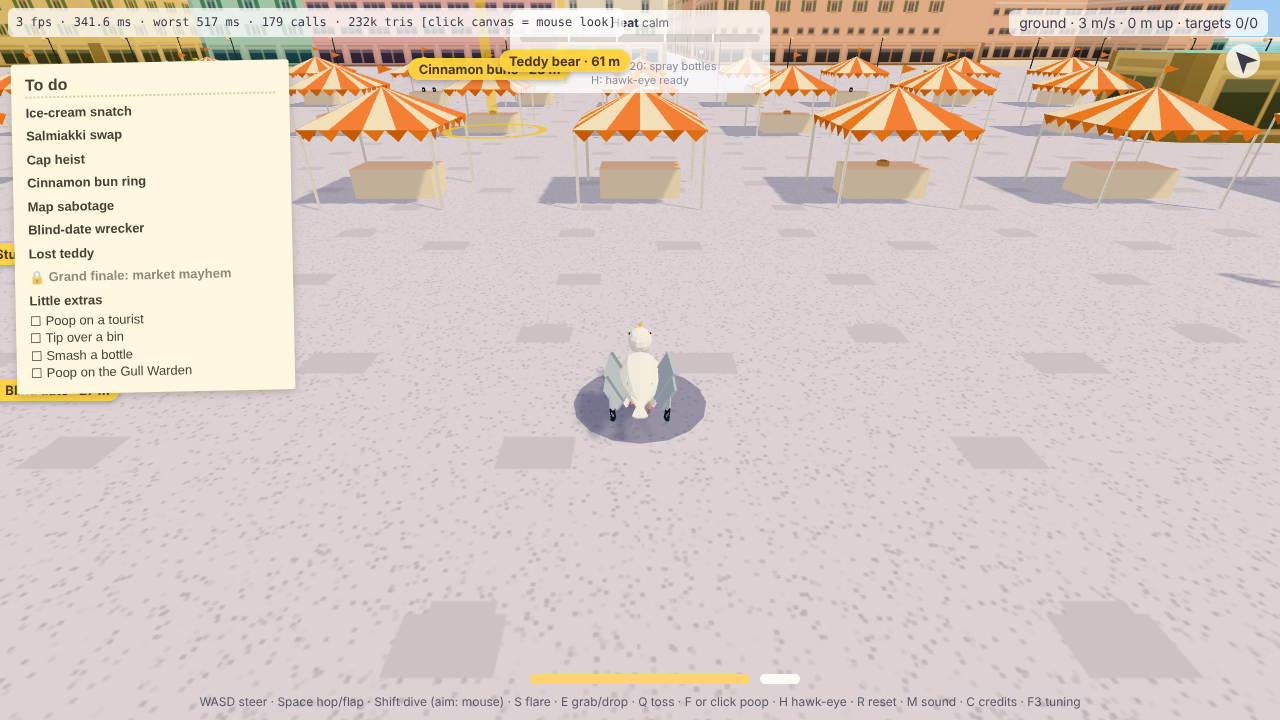 3 fps · 341.6 ms · worst 517 ms · 179 calls · 232k tris [click canvas = mouse look]
Heat calm
ground · 3 m/s · 0 m up · targets 0/0
Teddy bear · 61 m
Cinnamon
20: spray bottles
H: hawk-eye ready
To do
Ice-cream snatch
Salmiakki swap
Cap heist
Cinnamon bun ring
Map sabotage
Blind-date wrecker
Lost teddy
Grand finale: market mayhem
Little extras
Poop on a tourist
Tip over a bin
Smash a bottle
Poop on the Gull Warden
WASD steer · Space hop/flap · Shift dive (aim: mouse) · S flare · E grab/drop · Q toss · F or click poop · H hawk-eye · R reset · M sound · C credits · F3 tuning